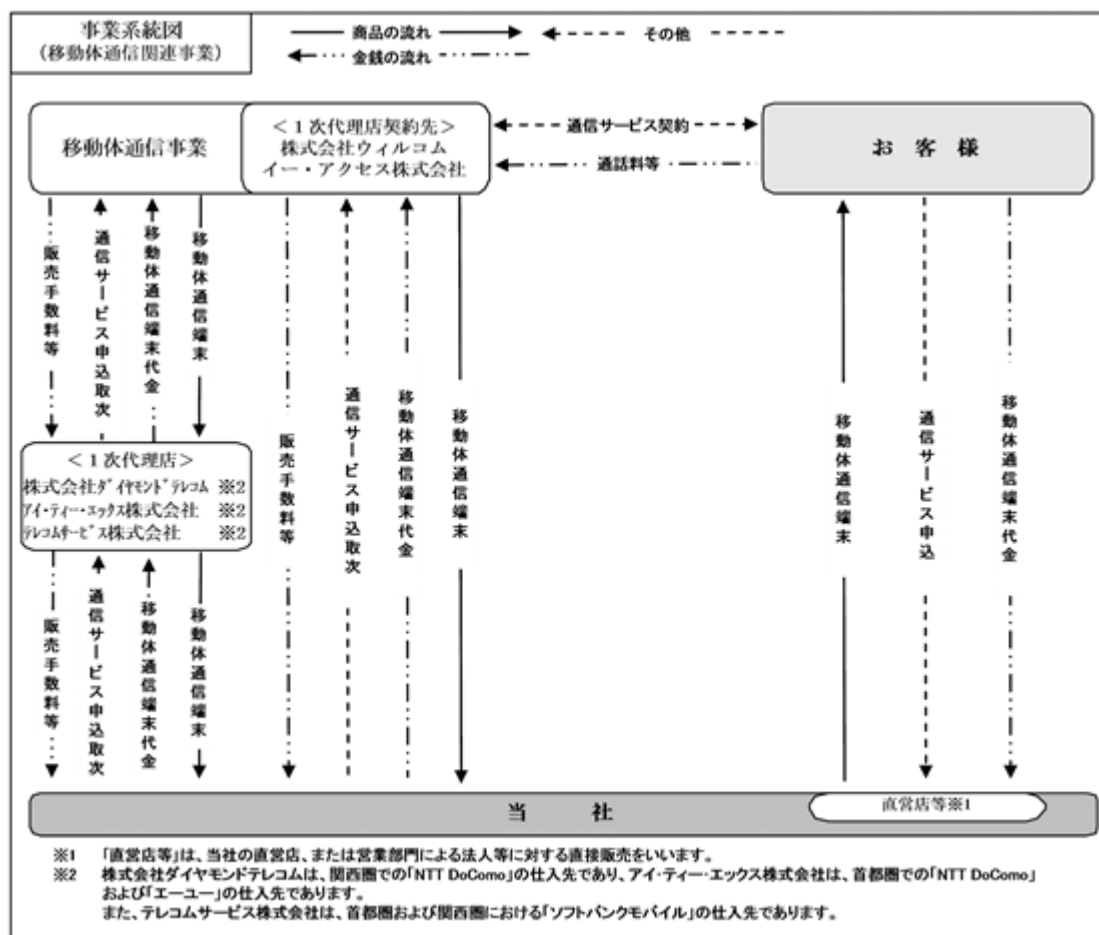 事業系統図
(移動体通信関連事業)
商品の流れ
その他
金銭の流れ
移動体通信事業
<1次代理店契約先>
株式会社ウィルコム
イー・アクセス株式会社
通信サービス契約
通話料等
お 客 様
販売手数料等
通信サービス申込取次
移動体通信端末代金
移動体通信端末
<1次代理店>
株式会社ダイヤモンドテレコム ※2
アイ・ティー・エックス株式会社 ※2
テレコムサービス株式会社 ※2
販売手数料等
通信サービス申込取次
移動体通信端末代金
移動体通信端末
販売手数料等
通信サービス申込取次
移動体通信端末代金
移動体通信端末
移動体通信端末
通信サービス申込
移動体通信端末代金
当 社
直営店等※1
※1 「直営店等」は、当社の直営店、または営業部門による法人等に対する直接販売をいいます。
※2 株式会社ダイヤモンドテレコムは、関西圏での「NTT DoComo」の仕入先であり、アイ・ティー・エックス株式会社は、首都圏での「NTT DoComo」
および「エーユー」の仕入先であります。
また、テレコムサービス株式会社は、首都圏および関西圏における「ソフトバンクモバイル」の仕入先であります。